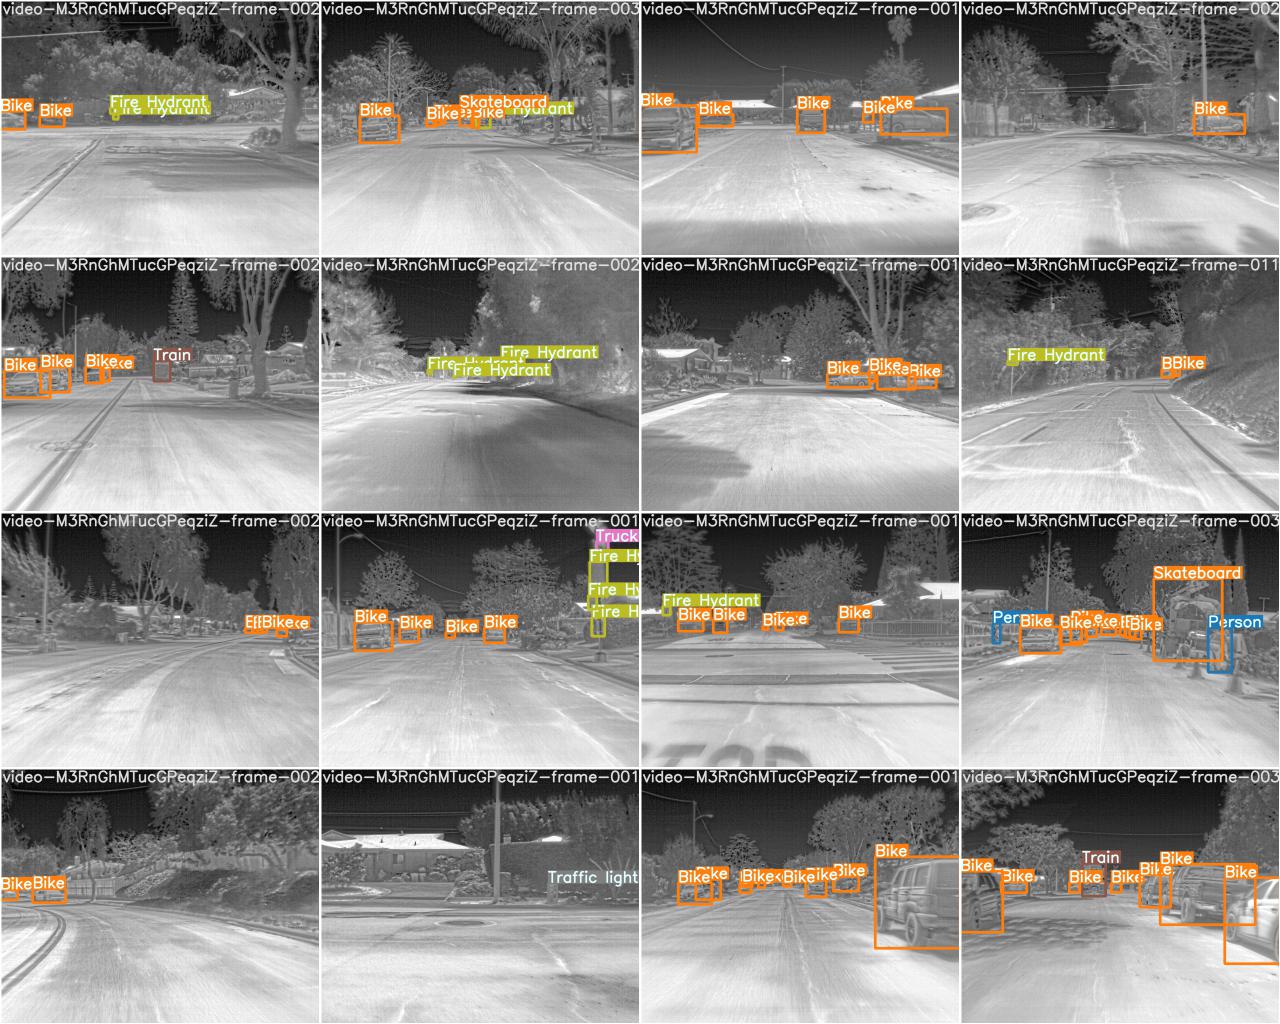 video-M3RnGhMTucGPeqziZ-frame-002
Bike
Bike
Fire Hydrant
Hydrant
STOP
video-M3RnGhMTucGPeqziZ-frame-003
Bike
Bike
Skateboard
Bike
Hydrant
video-M3RnGhMTucGPeqziZ-frame-001
Bike
Bike
Bike
Bike
Bike
video-M3RnGhMTucGPeqziZ-frame-002
Bike
video-M3RnGhMTucGPeqziZ-frame-002
Bike
Bike
Bike
Train
video-M3RnGhMTucGPeqziZ-frame-002
Fire Hydrant
Fire Hydrant
Fire Hydrant
video-M3RnGhMTucGPeqziZ-frame-001
Bike
Bike
Bike
video-M3RnGhMTucGPeqziZ-frame-011
Fire Hydrant
Bike
video-M3RnGhMTucGPeqziZ-frame-002
Bike
video-M3RnGhMTucGPeqziZ-frame-001
Bike
Bike
Bike
Bike
Truck
Fire Hy
Fire Hy
Fire H
video-M3RnGhMTucGPeqziZ-frame-001
Fire Hydrant
Bike
Bike
Bike
Bike
STOP
video-M3RnGhMTucGPeqziZ-frame-003
Skateboard
Per
Bike
Bike
Bike
Person
video-M3RnGhMTucGPeqziZ-frame-002
Bike
Bike
video-M3RnGhMTucGPeqziZ-frame-001
Traffic light
video-M3RnGhMTucGPeqziZ-frame-001
Bike
Bike
Bike
Bike
Bike
Bike
video-M3RnGhMTucGPeqziZ-frame-003
Bike
Bike
Train
Bike
Bike
Bike
Bike
Bike